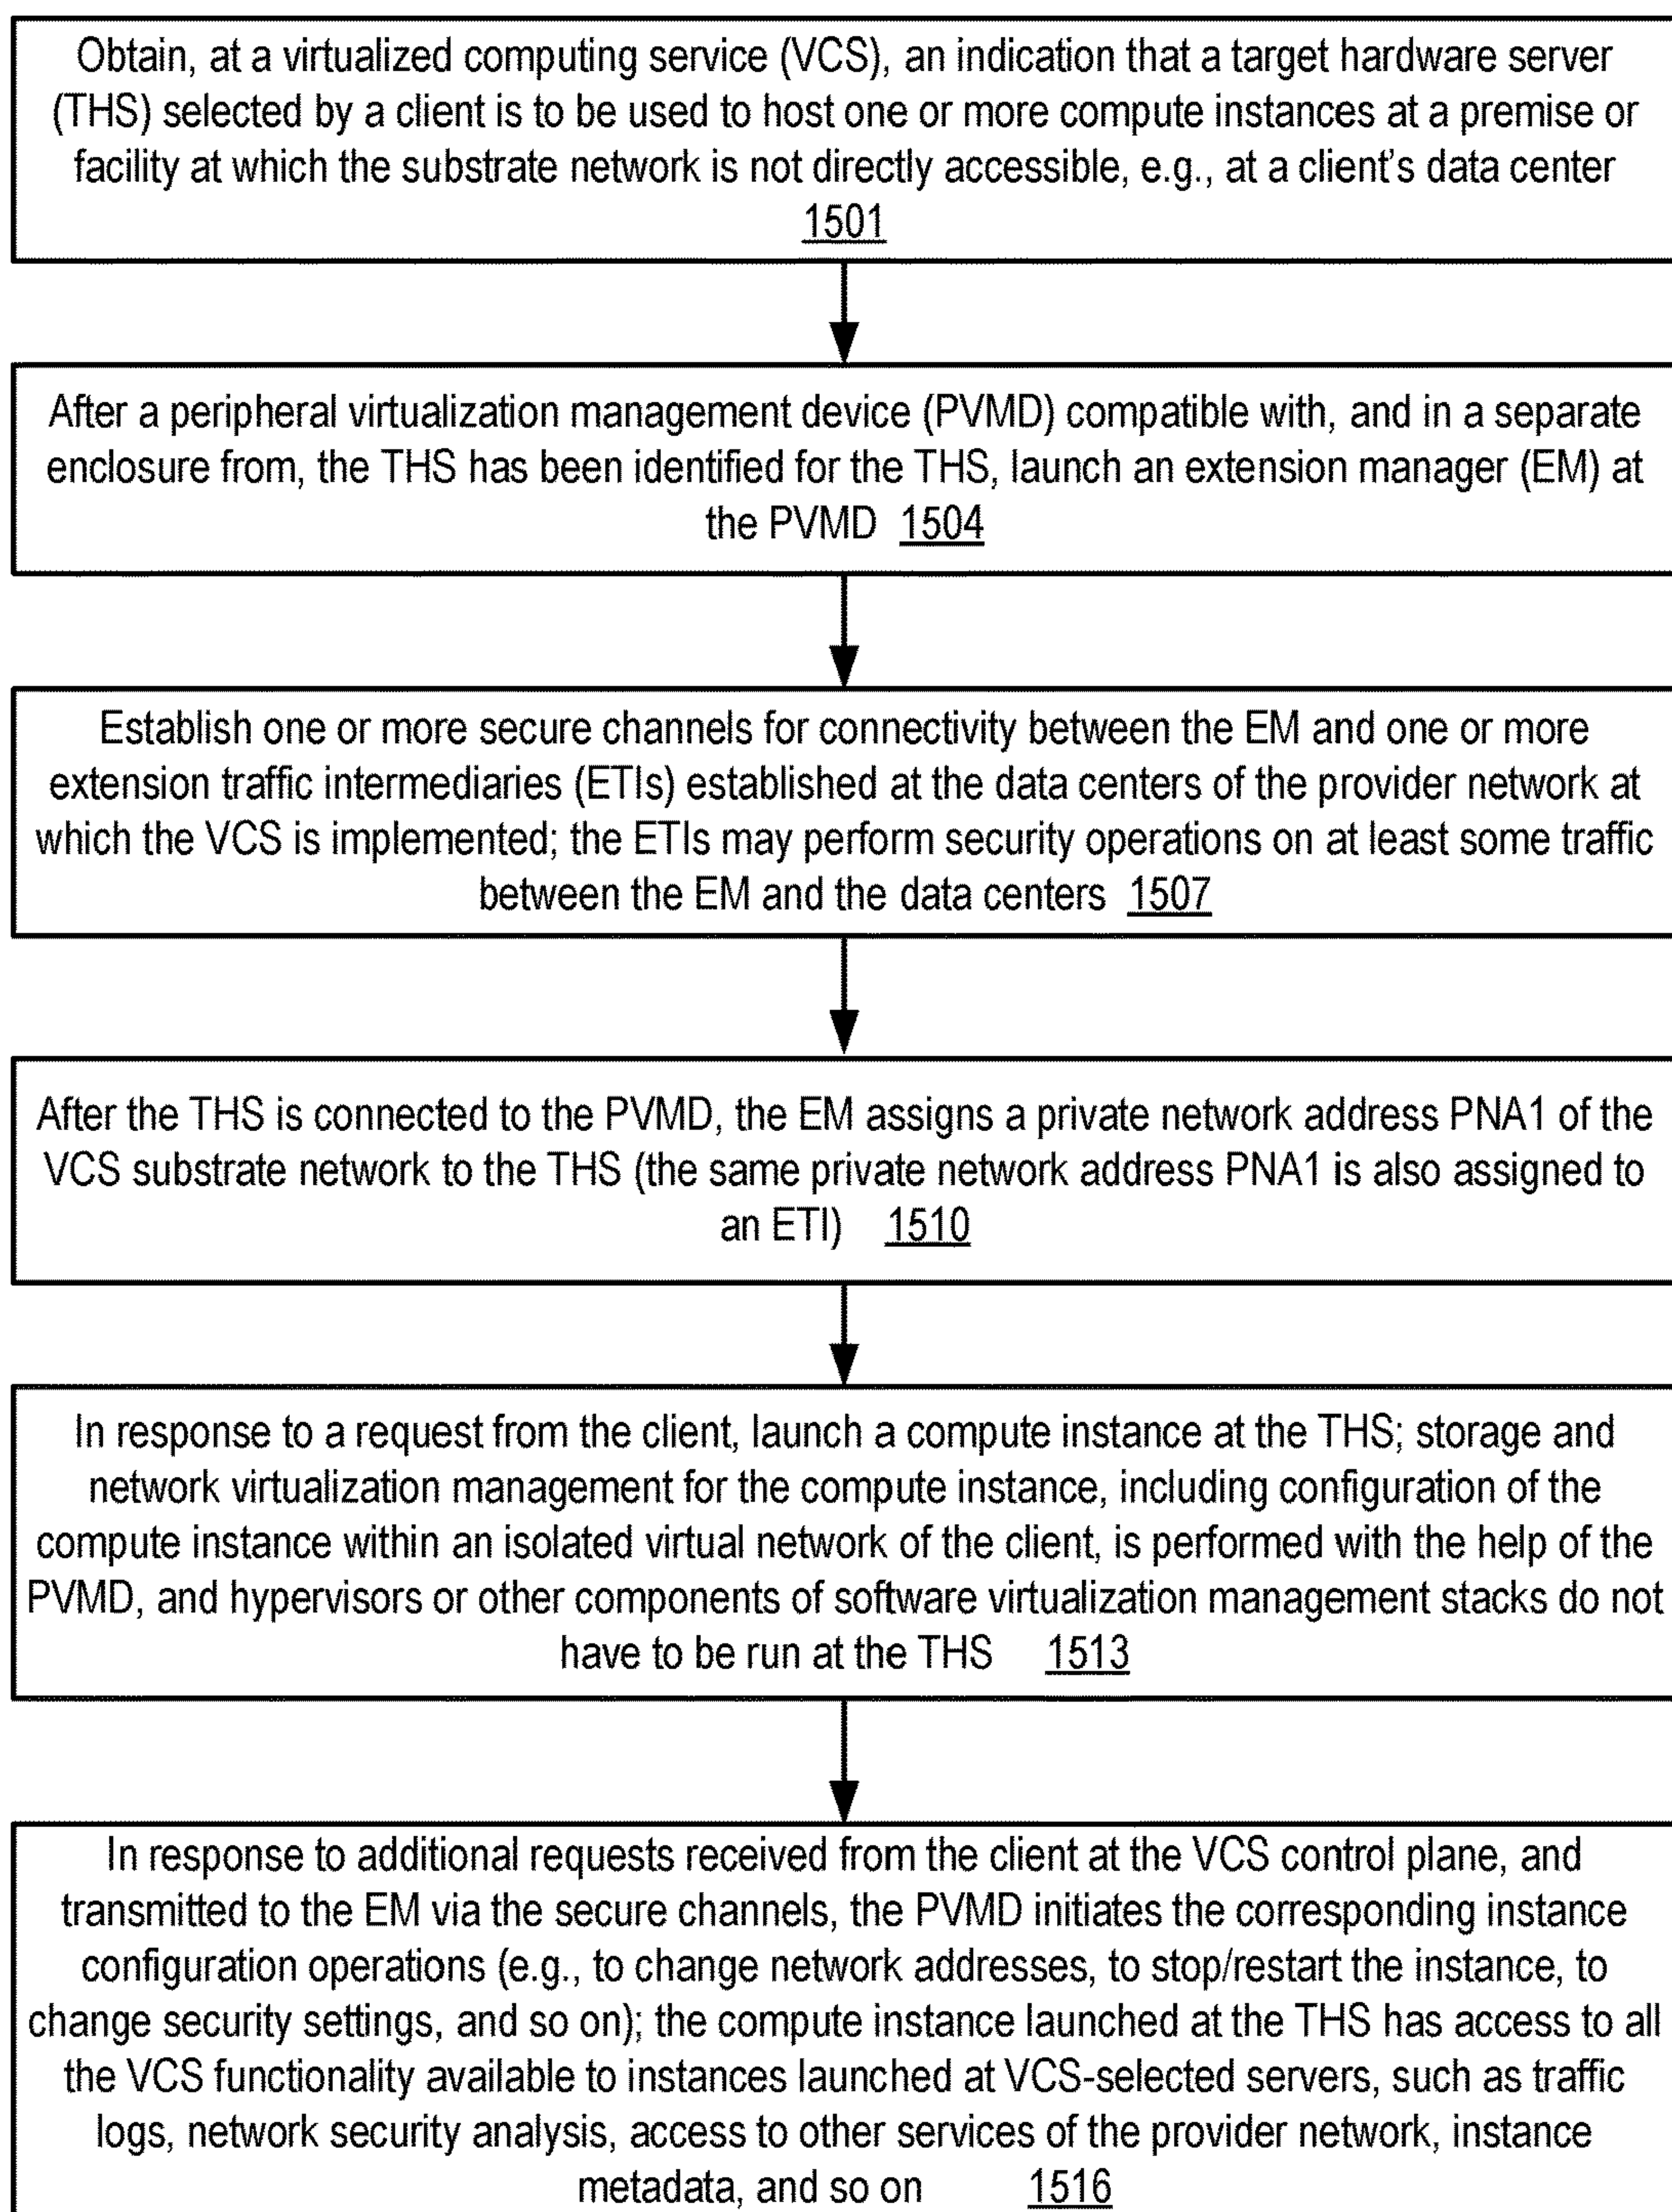 Obtain, at a virtualized computing service (VCS), an indication that a target hardware server
(THS) selected by a client is to be used to host one or more compute instances at a premise or
facility at which the substrate network is not directly accessible, e.g., at a client's data center
1501
After a peripheral virtualization management device (PVMD) compatible with, and in a separate
enclosure from, the THS has been identified for the THS, launch an extension manager (EM) at
the PVMD 1504
Establish one or more secure channels for connectivity between the EM and one or more
extension traffic intermediaries (ETIs) established at the data centers of the provider network at
which the VCS is implemented; the ETIs may perform security operations on at least some traffic
between the EM and the data centers 1507
After the THS is connected to the PVMD, the EM assigns a private network address PNA1 of the
VCS substrate network to the THS (the same private network address PNA1 is also assigned to
an ETI) 1510
In response to a request from the client, launch a compute instance at the THS; storage and
network virtualization management for the compute instance, including configuration of the
compute instance within an isolated virtual network of the client, is performed with the help of the
PVMD, and hypervisors or other components of software virtualization management stacks do not
have to be run at the THS 1513
In response to additional requests received from the client at the VCS control plane, and
transmitted to the EM via the secure channels, the PVMD initiates the corresponding instance
configuration operations (e.g., to change network addresses, to stop/restart the instance, to
change security settings, and so on); the compute instance launched at the THS has access to all
the VCS functionality available to instances launched at VCS-selected servers, such as traffic
logs, network security analysis, access to other services of the provider network, instance
metadata, and so on 1516